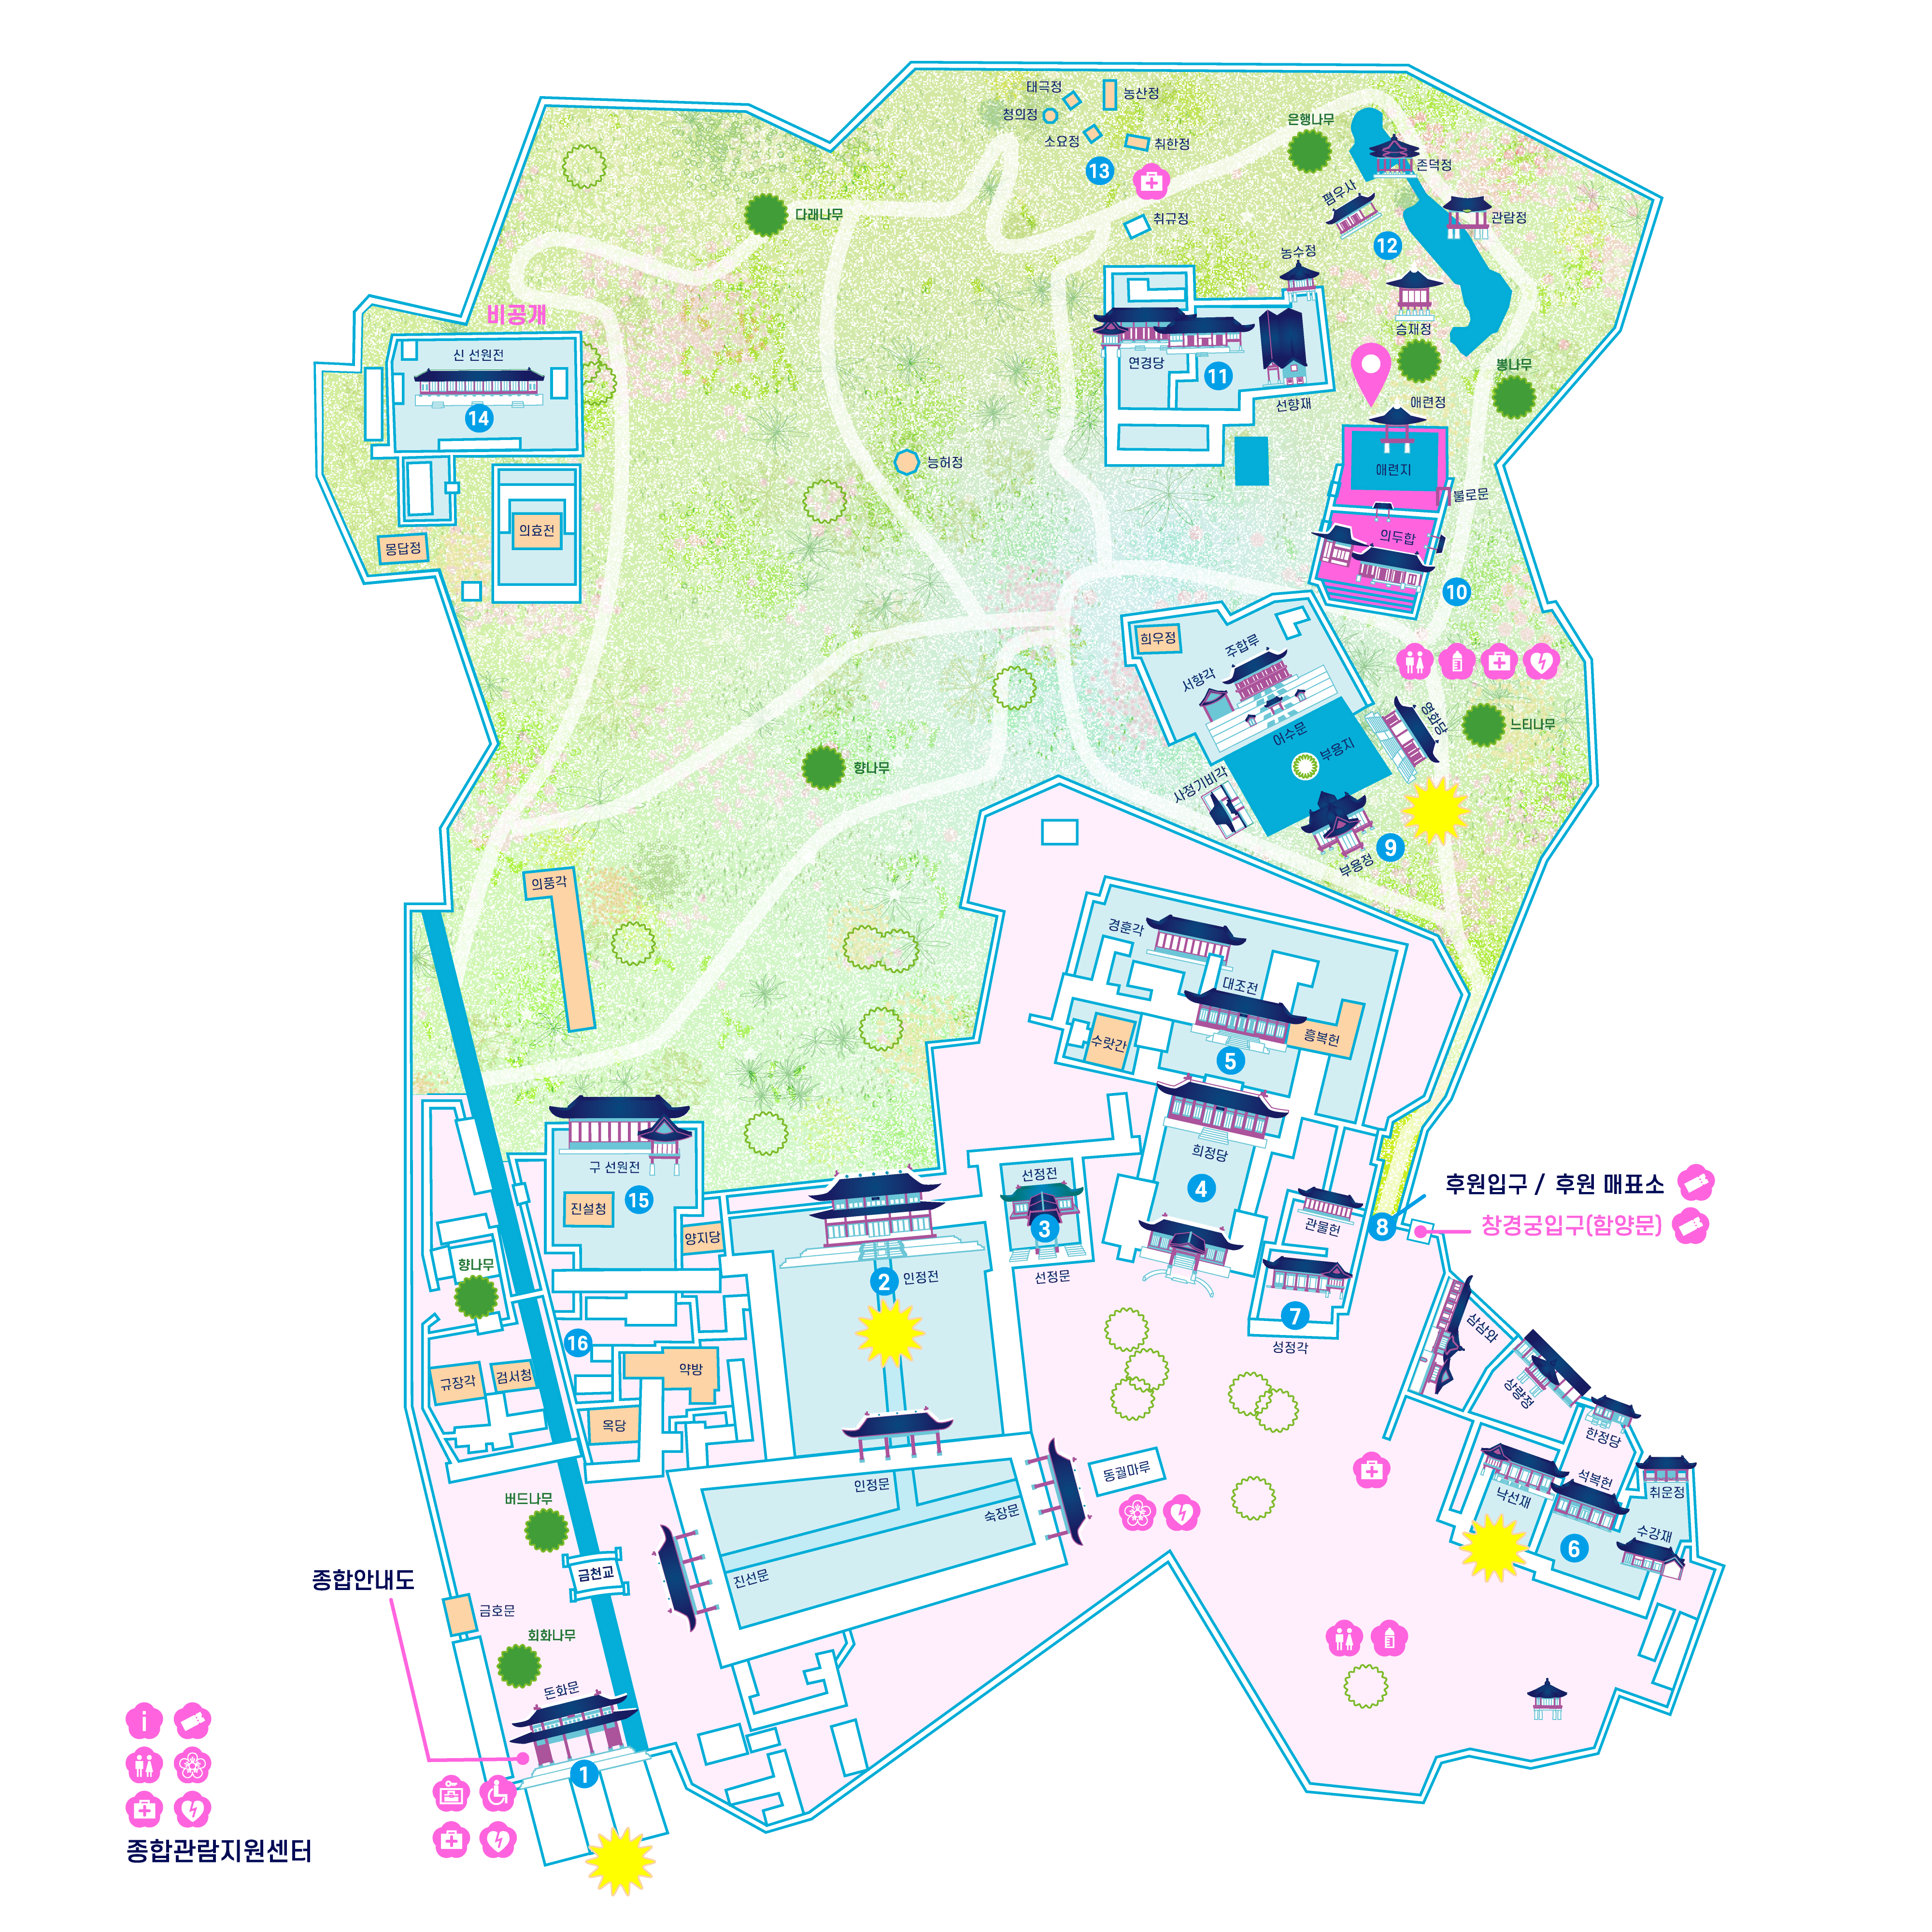 태극정
농산정
청의정
소요정
취한정
13
취규정
은행나무
존덕정
폄우사
관람정
12
농수정
승재정
다래나무
비공개
신 선원전
14
연경당
11
선향재
뽕나무
애련정
애련지
불로문
의두합
10
능허정
의효전
몽답정
희우정
주합루
서향각
어수문
부용지
영화당
느티나무
사정기비각
부용정
9
향나무
의풍각
경훈각
대조전
수랏간
흥복헌
5
희정당
4
선정전
3
선정문
관물헌
7
성정각
8
후원입구 / 후원 매표소
창경궁입구(함양문)
구 선원전
진설청
15
양지당
인정전
2
향나무
16
규장각
검서청
약방
옥당
인정문
숙장문
진선문
동궐마루
삼삼와
상량정
한정당
석복헌
낙선재
취운정
수강재
6
버드나무
금천교
종합안내도
금호문
회화나무
돈화문
1
i
종합관람지원센터